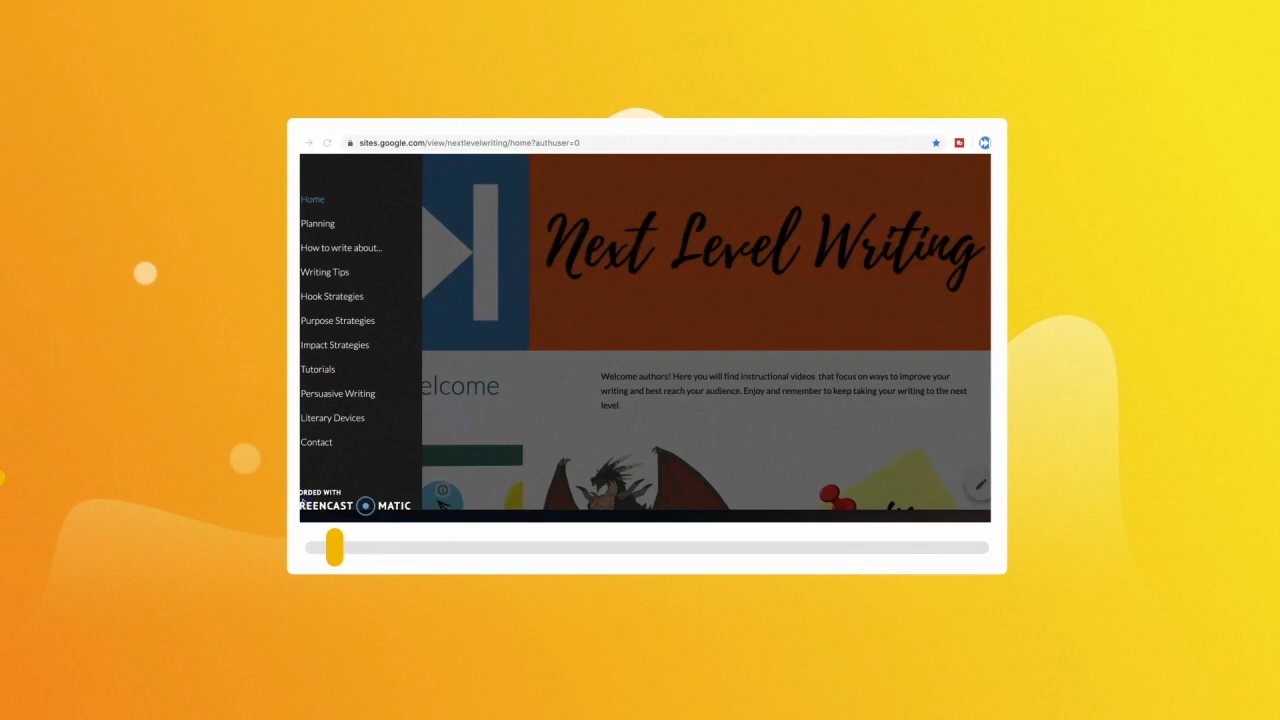 sites.google.com/view/nextlevelwriting/home?authuser=0
Home
Planning
How to write about...
Writing Tips
Hook Strategies
Purpose Strategies
Impact Strategies
Tutorials
Persuasive Writing
Literary Devices
Contact
ORDED WITH
REENCAST MATIC
Next Level Writing
elcome
Welcome authors! Here you will find instructional videos that focus on ways to improve your
writing and best reach your audience. Enjoy and remember to keep taking your writing to the next
level.